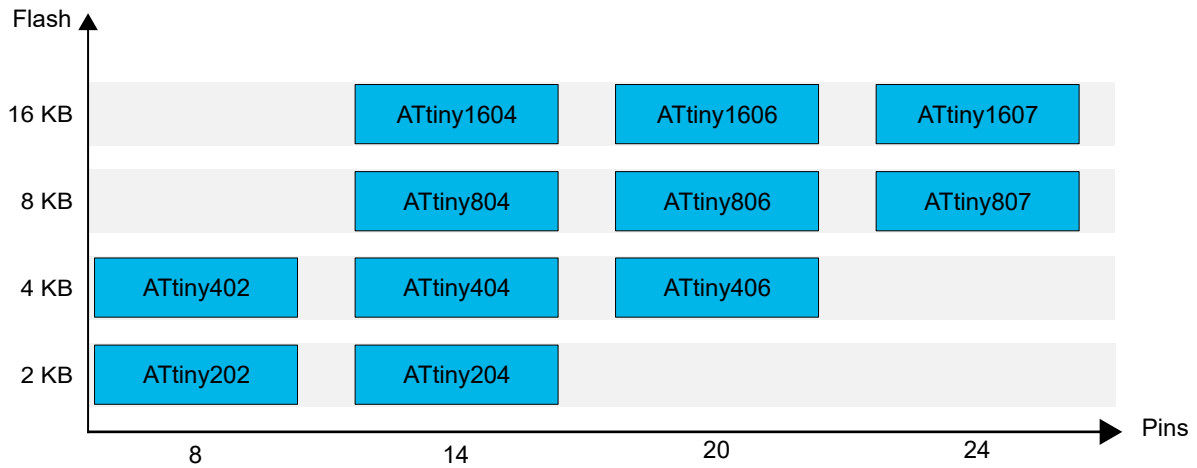 Flash
16 KB ATtiny1604 ATtiny1606 ATtiny1607
8 KB ATtiny804 ATtiny806 ATtiny807
4 KB ATtiny402 ATtiny404 ATtiny406
2 KB ATtiny202 ATtiny204
Pins
8 14 20 24